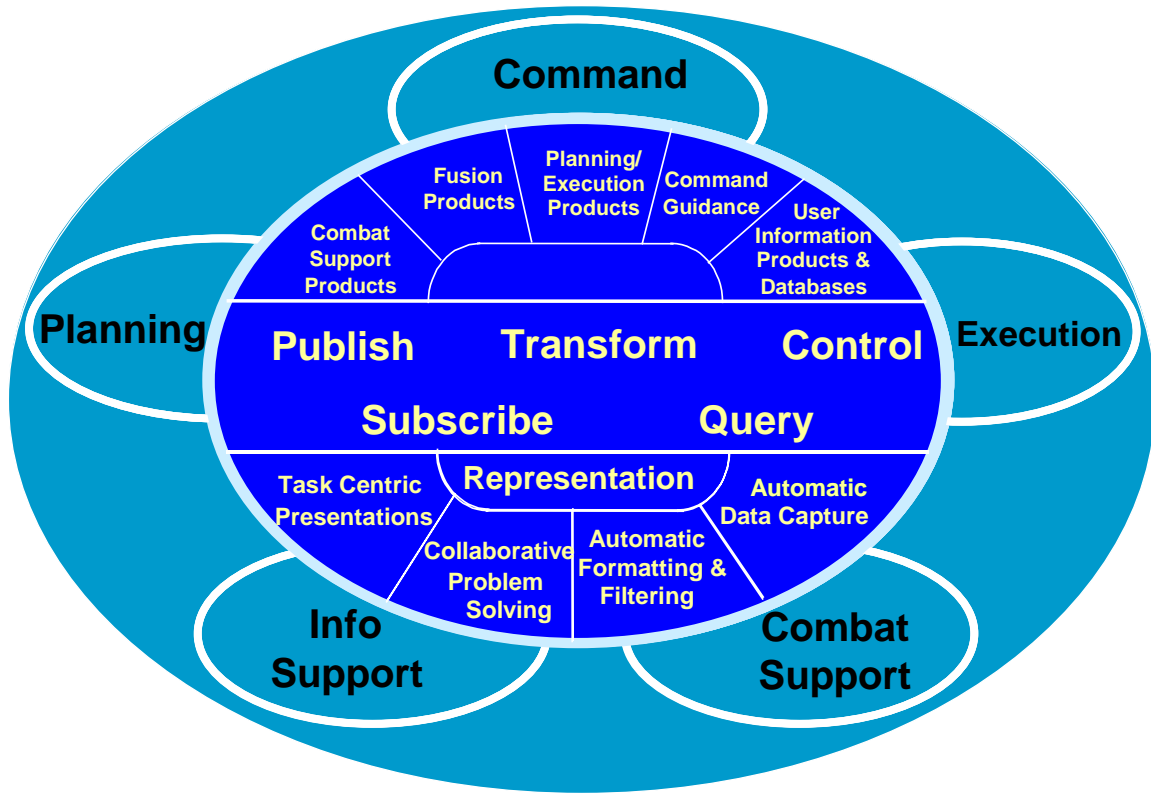 Command
Fusion
Products
Planning/
Execution
Products
Command
Guidance
Combat
Support
Products
User
Information
Products &
Databases
Planning
Execution
Publish
Transform
Control
Subscribe
Query
Representation
Task Centric
Presentations
Collaborative
Problem
Solving
Automatic
Formatting &
Filtering
Automatic
Data Capture
Info
Support
Combat
Support